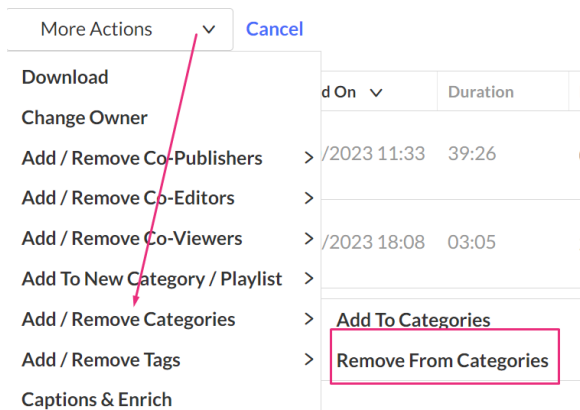 More Actions Cancel
Download
d On Duration
Change Owner
Add / Remove Co-Publishers
/2023 11:33 39:26
Add / Remove Co-Editors
Add / Remove Co-Viewers
/2023 18:08 03:05
Add To New Category / Playlist
Add / Remove Categories
Add To Categories
Add / Remove Tags
Remove From Categories
Captions & Enrich